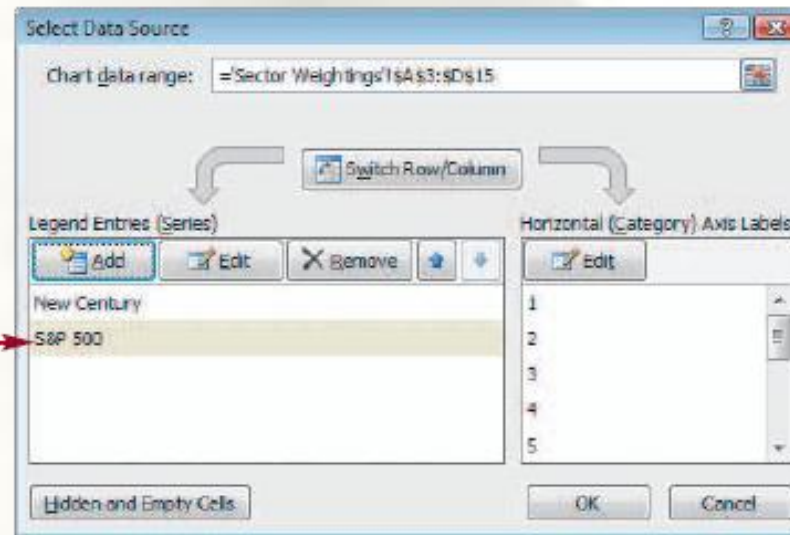 Select Data Source
Chart data range: ='Sector Weightings'!$A$3:$D$15
Switch Row/Column
Legend Entries (Series)
Horizontal (Category) Axis Labels
Add Edit Remove
Edit
New Century
S&P 500
1
2
3
4
5
Hidden and Empty Cells
OK Cancel